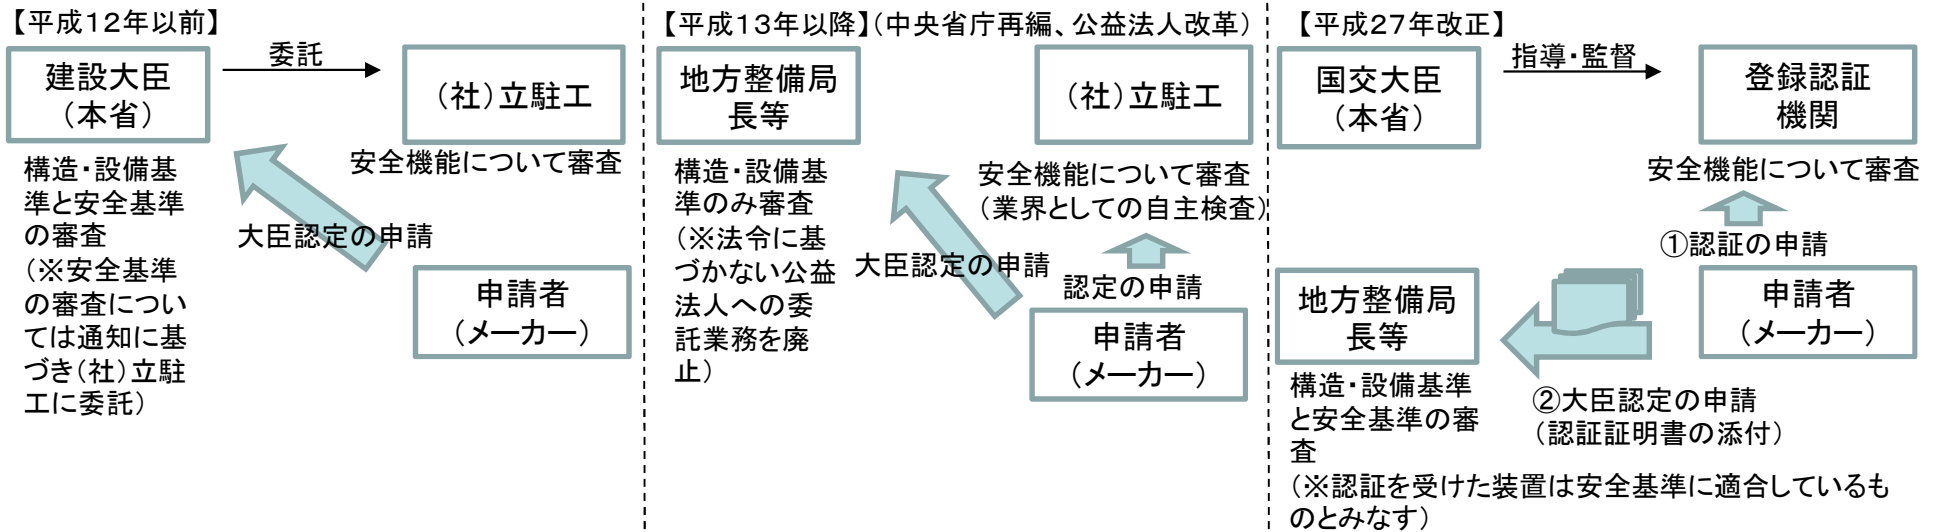 【平成12年以前】
委託
建設大臣
（本省）
（社）立駐工
安全機能について審査
構造・設備基
準と安全基準
の審査
（※安全基準
の審査につい
ては通知に基
づき（社）立駐
工に委託）
大臣認定の申請
申請者
（メーカー）
【平成13年以降】（中央省庁再編、公益法人改革）
地方整備局
長等
（社）立駐工
構造・設備基
準のみ審査
（※法令に基
づかない公益
法人への委
託業務を廃
止）
安全機能について審査
（業界としての自主検査）
大臣認定の申請
認定の申請
申請者
（メーカー）
【平成27年改正】
指導・監督
国交大臣
（本省）
登録認証
機関
安全機能について審査
①認証の申請
申請者
（メーカー）
地方整備局
長等
②大臣認定の申請
（認証証明書の添付）
構造・設備基準
と安全基準の審
査
（※認証を受けた装置は安全基準に適合しているも
のとみなす）